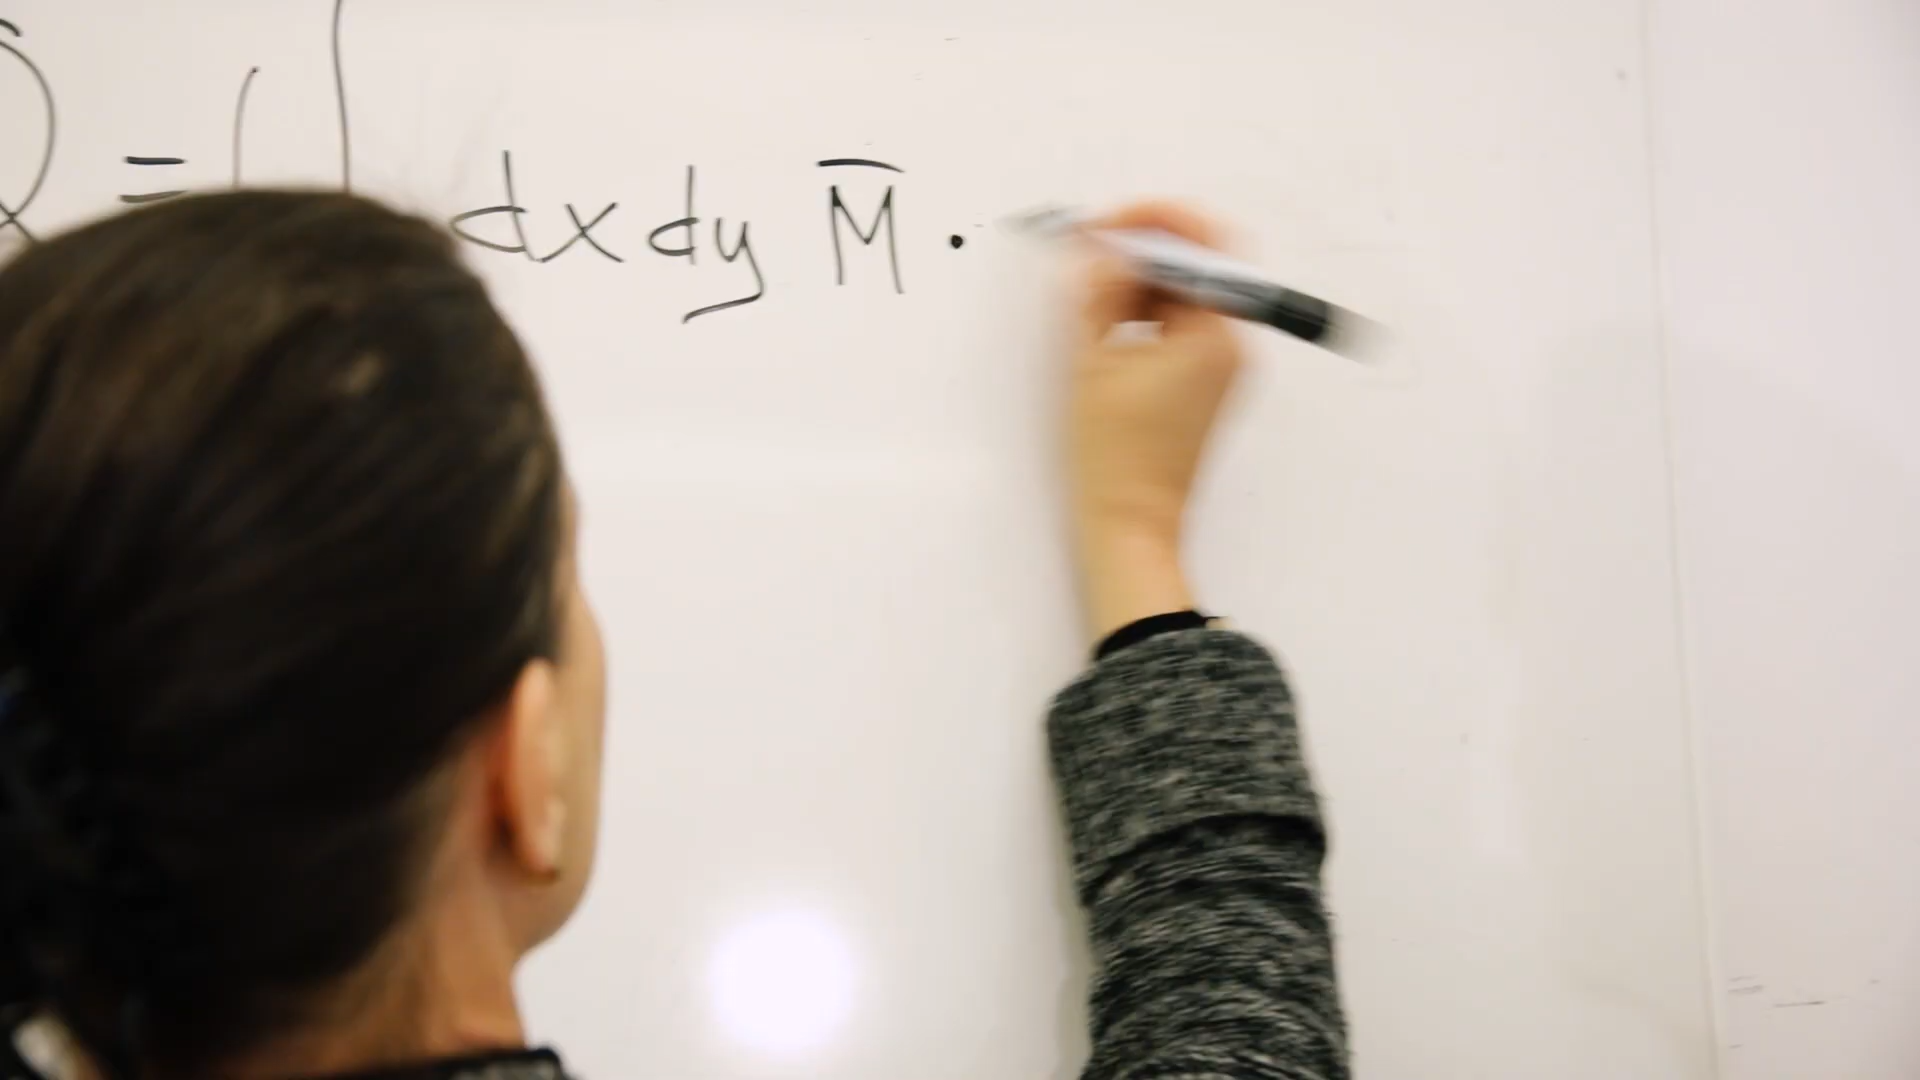 Q = ∫ dx dy M̄ ·